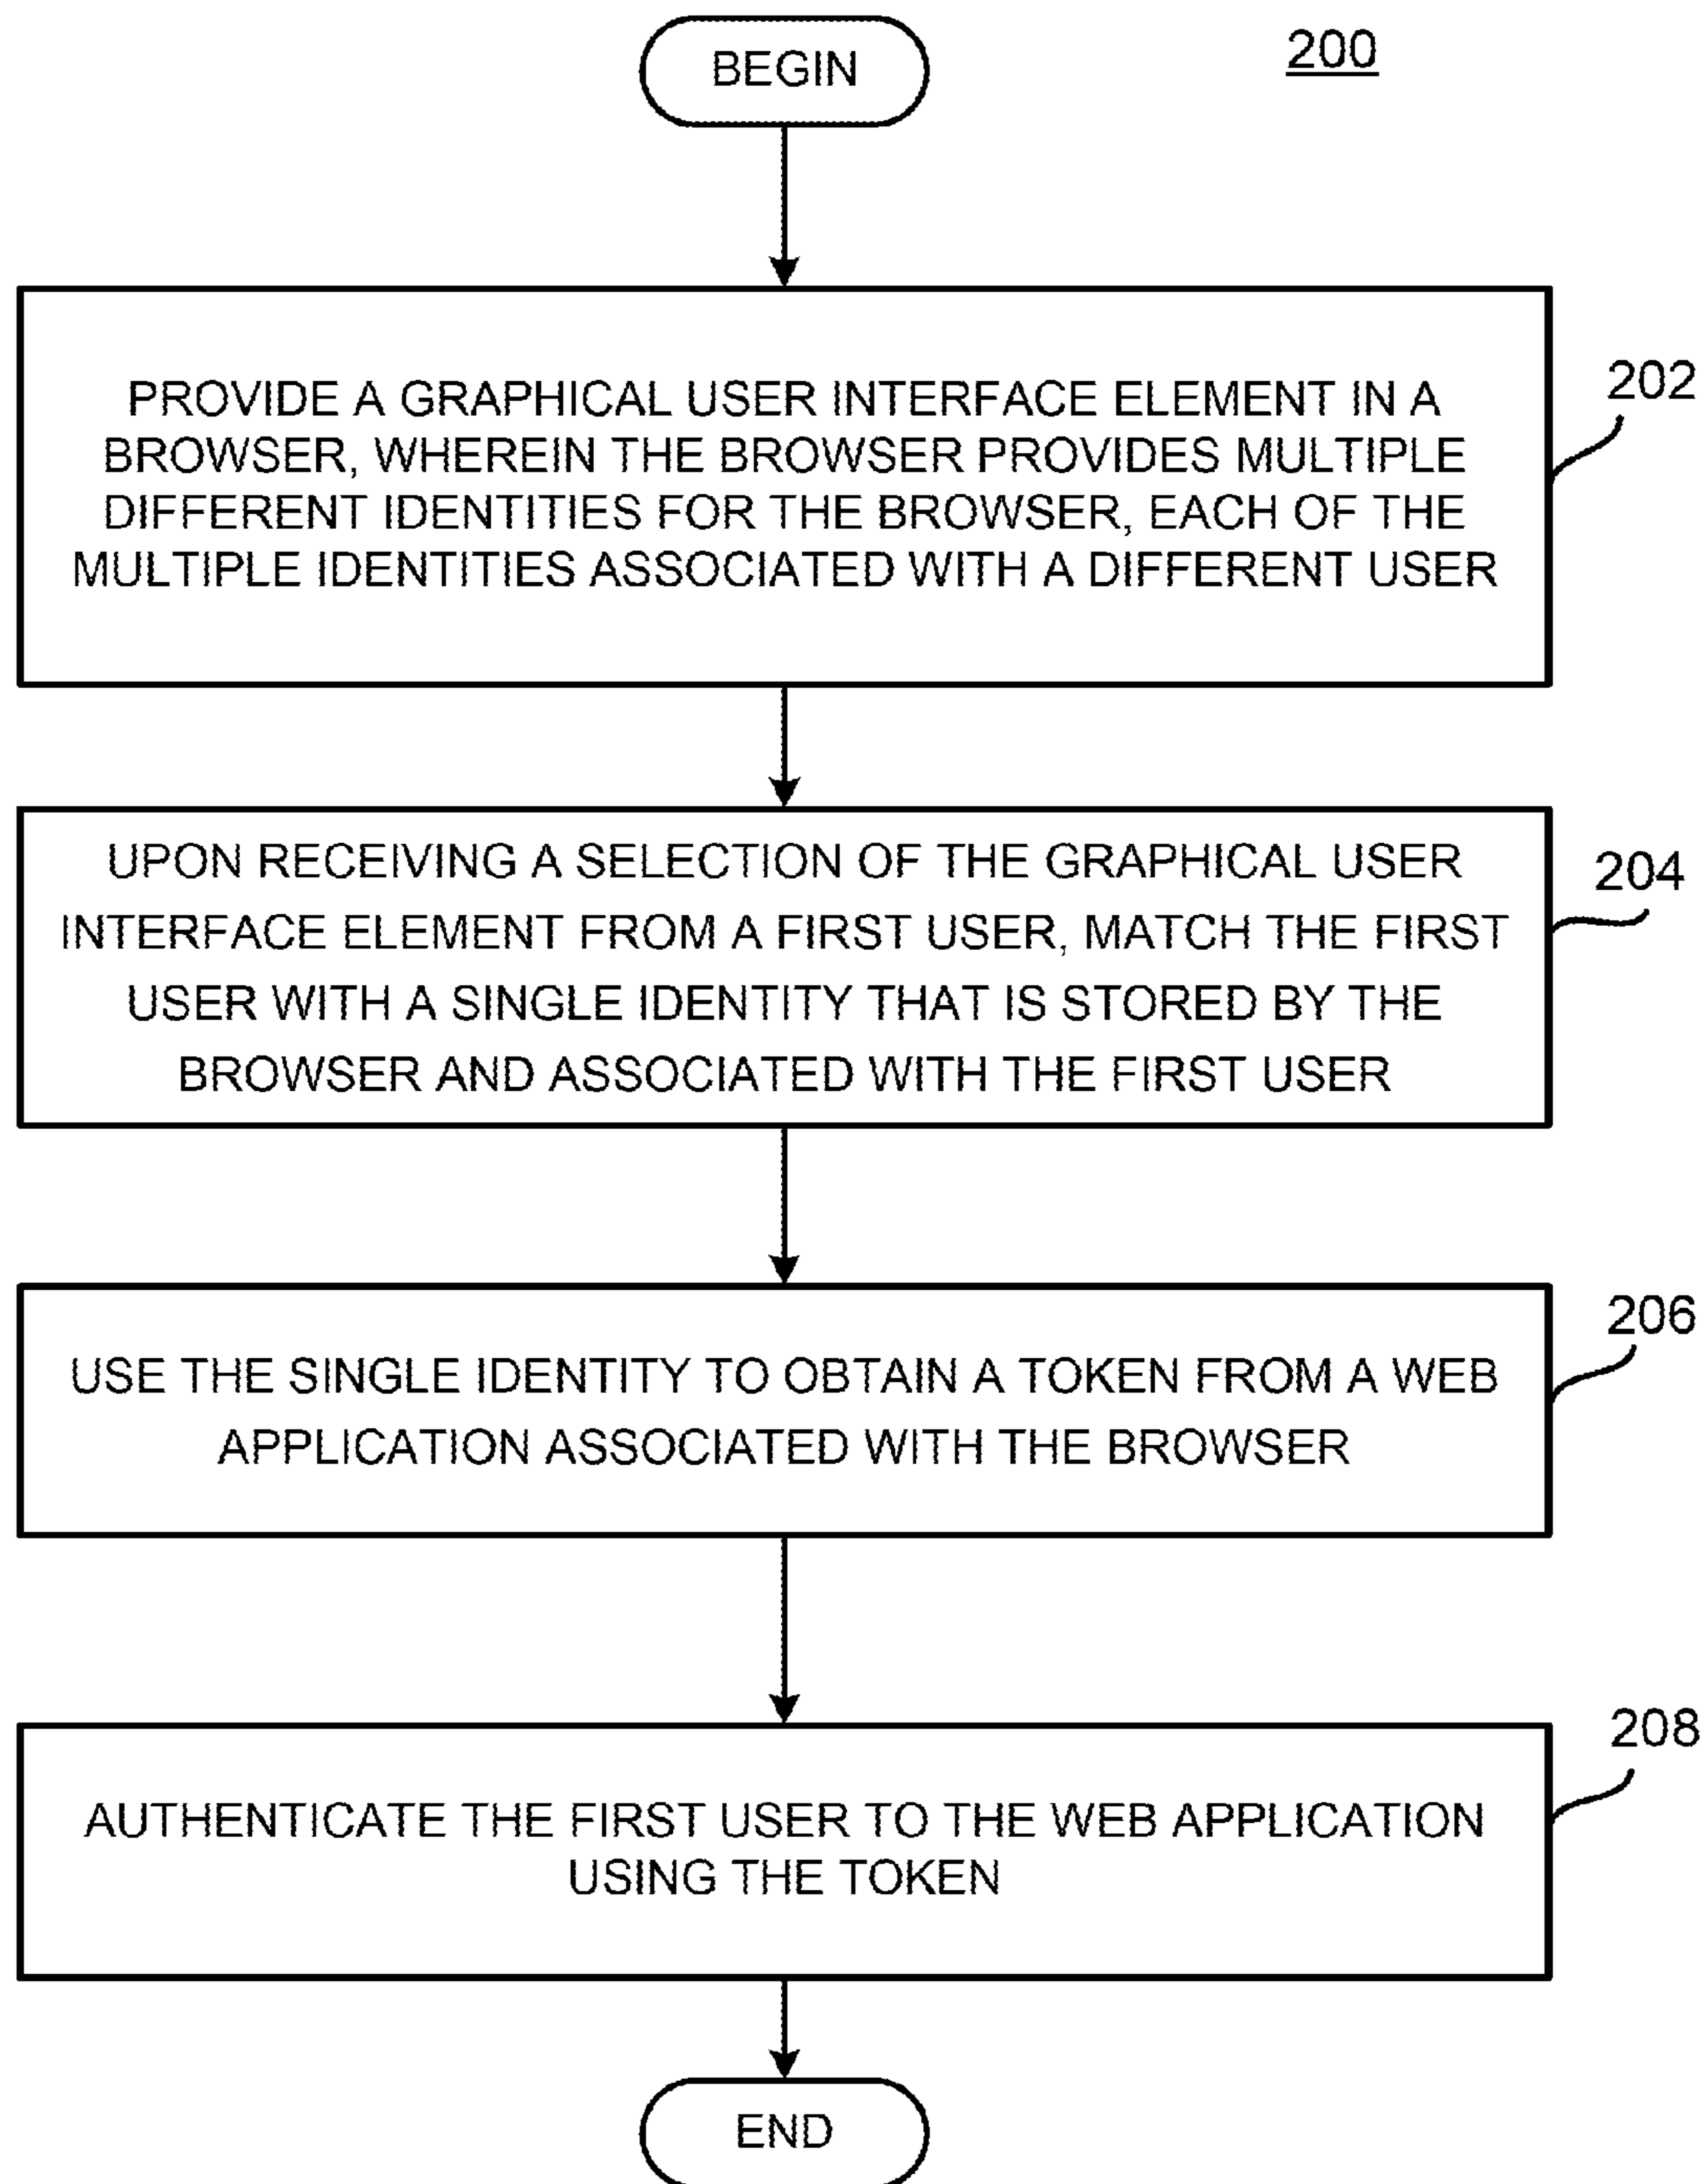 BEGIN
200
PROVIDE A GRAPHICAL USER INTERFACE ELEMENT IN A
BROWSER, WHEREIN THE BROWSER PROVIDES MULTIPLE
DIFFERENT IDENTITIES FOR THE BROWSER, EACH OF THE
MULTIPLE IDENTITIES ASSOCIATED WITH A DIFFERENT USER
202
UPON RECEIVING A SELECTION OF THE GRAPHICAL USER
INTERFACE ELEMENT FROM A FIRST USER, MATCH THE FIRST
USER WITH A SINGLE IDENTITY THAT IS STORED BY THE
BROWSER AND ASSOCIATED WITH THE FIRST USER
204
USE THE SINGLE IDENTITY TO OBTAIN A TOKEN FROM A WEB
APPLICATION ASSOCIATED WITH THE BROWSER
206
AUTHENTICATE THE FIRST USER TO THE WEB APPLICATION
USING THE TOKEN
208
END